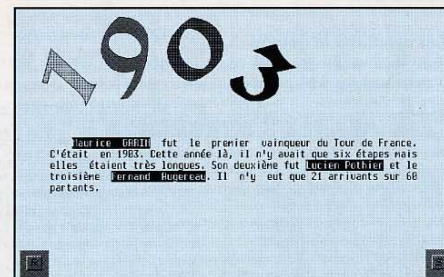 1903
Maurice GARIN fut le premier vainqueur du Tour de France.
C'était en 1903. Cette année là, il n'y avait que six étapes mais
elles étaient très longues. Son deuxième fut Lucien Pothier et le
troisième Fernand Augereau. Il n'y eut que 21 arrivants sur 60
partants.